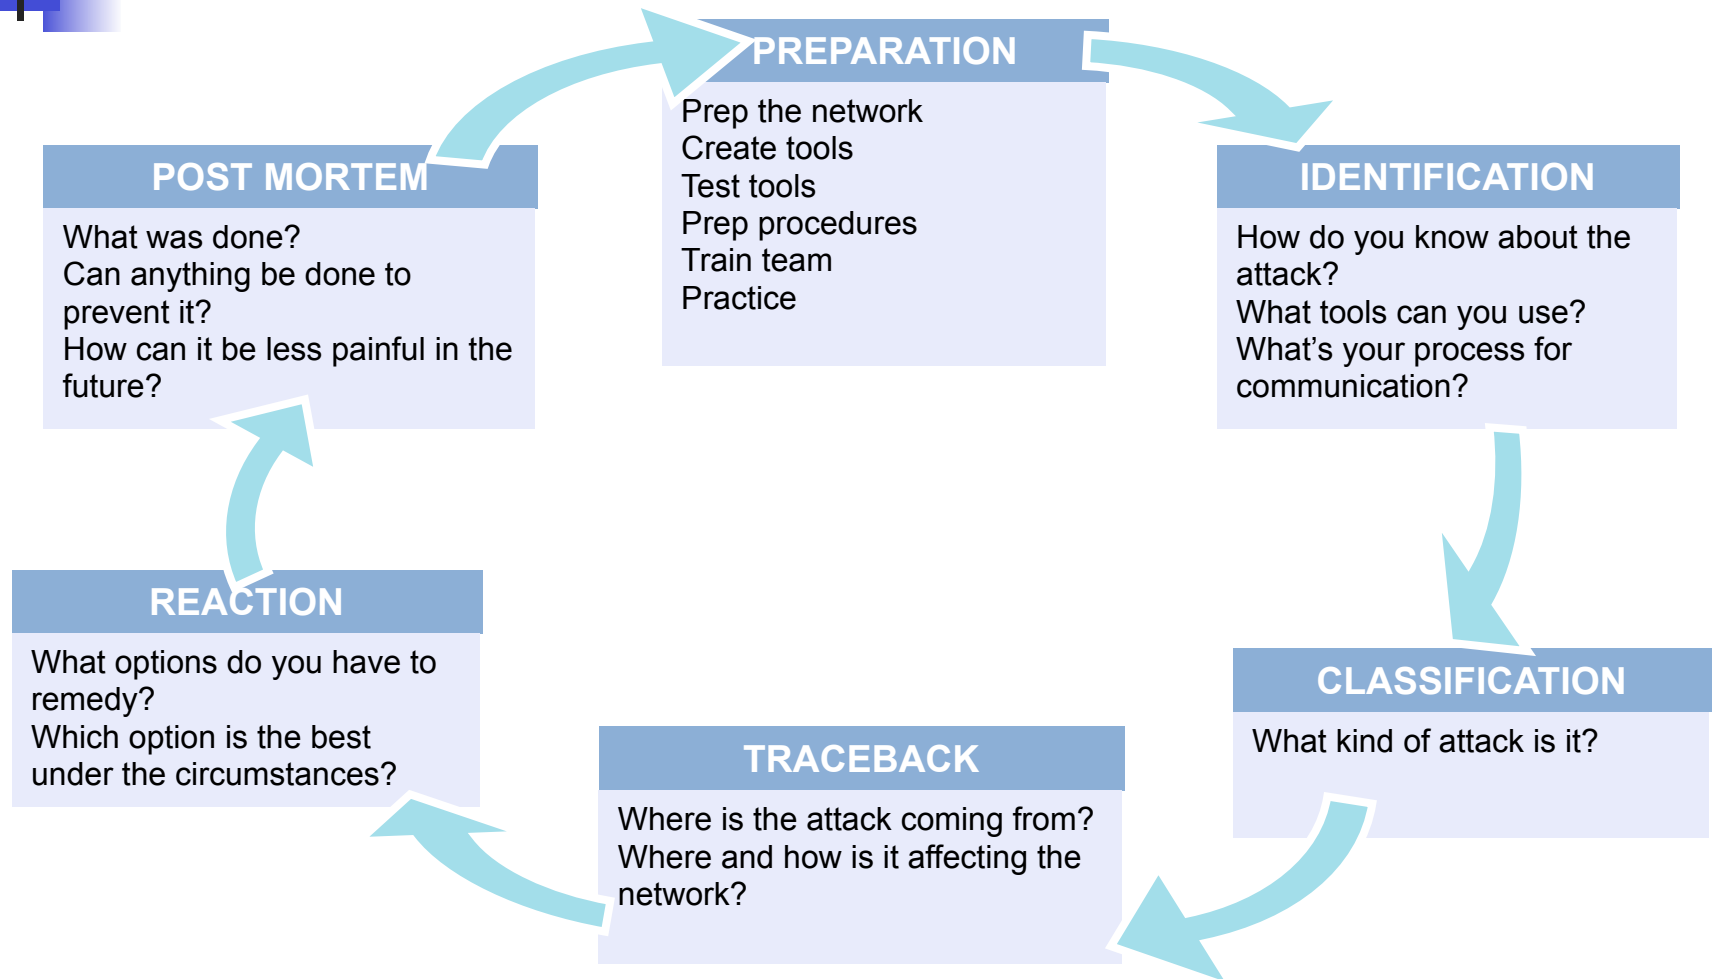 PREPARATION
Prep the network
Create tools
Test tools
Prep procedures
Train team
Practice
IDENTIFICATION
How do you know about the
attack?
What tools can you use?
What’s your process for
communication?
CLASSIFICATION
What kind of attack is it?
TRACEBACK
Where is the attack coming from?
Where and how is it affecting the
network?
REACTION
What options do you have to
remedy?
Which option is the best
under the circumstances?
POST MORTEM
What was done?
Can anything be done to
prevent it?
How can it be less painful in the
future?